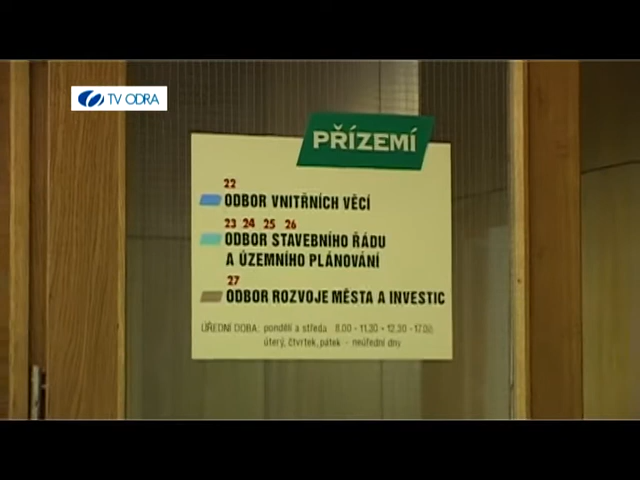 TV ODRA
PŘÍZEMÍ
22
ODBOR VNITŘNÍCH VĚCÍ
23 24 25 26
ODBOR STAVEBNÍHO ŘÁDU
A ÚZEMNÍHO PLÁNOVÁNÍ
27
ODBOR ROZVOJE MĚSTA A INVESTIC
ÚŘEDNÍ DOBA: pondělí a středa 8.00 - 11.30 - 12.30 - 17.00
úterý, čtvrtek, pátek - neúřední dny